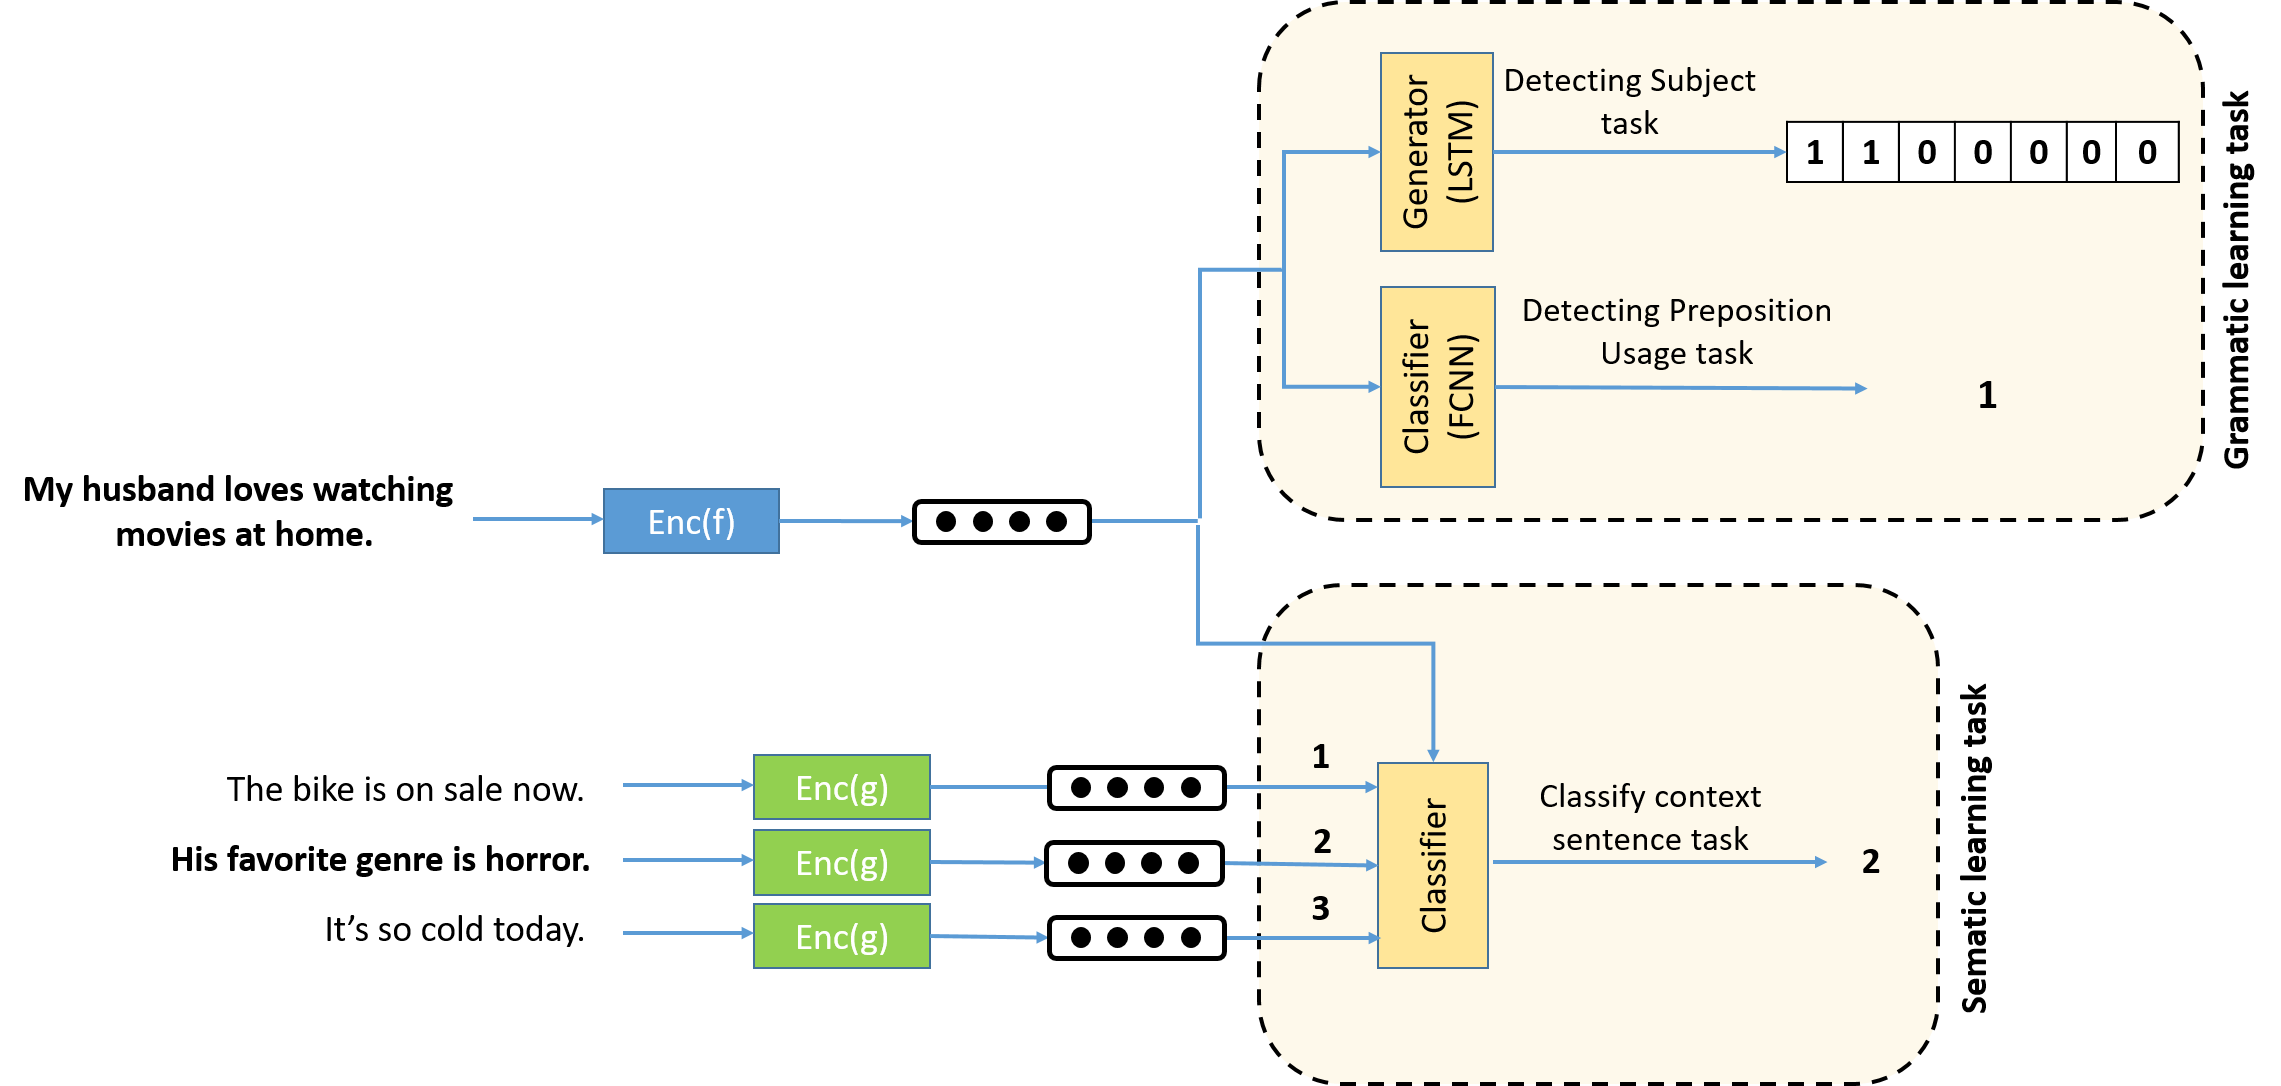 Generator
(LSTM)
Detecting Subject
task
1 1 0 0 0 0 0
Classifier
(FCNN)
Detecting Preposition
Usage task
1
Grammatic learning task
My husband loves watching
movies at home.
Enc(f)
The bike is on sale now.
Enc(g)
1
His favorite genre is horror.
Enc(g)
2
It's so cold today.
Enc(g)
3
Classifier
Classify context
sentence task
2
Sematic learning task